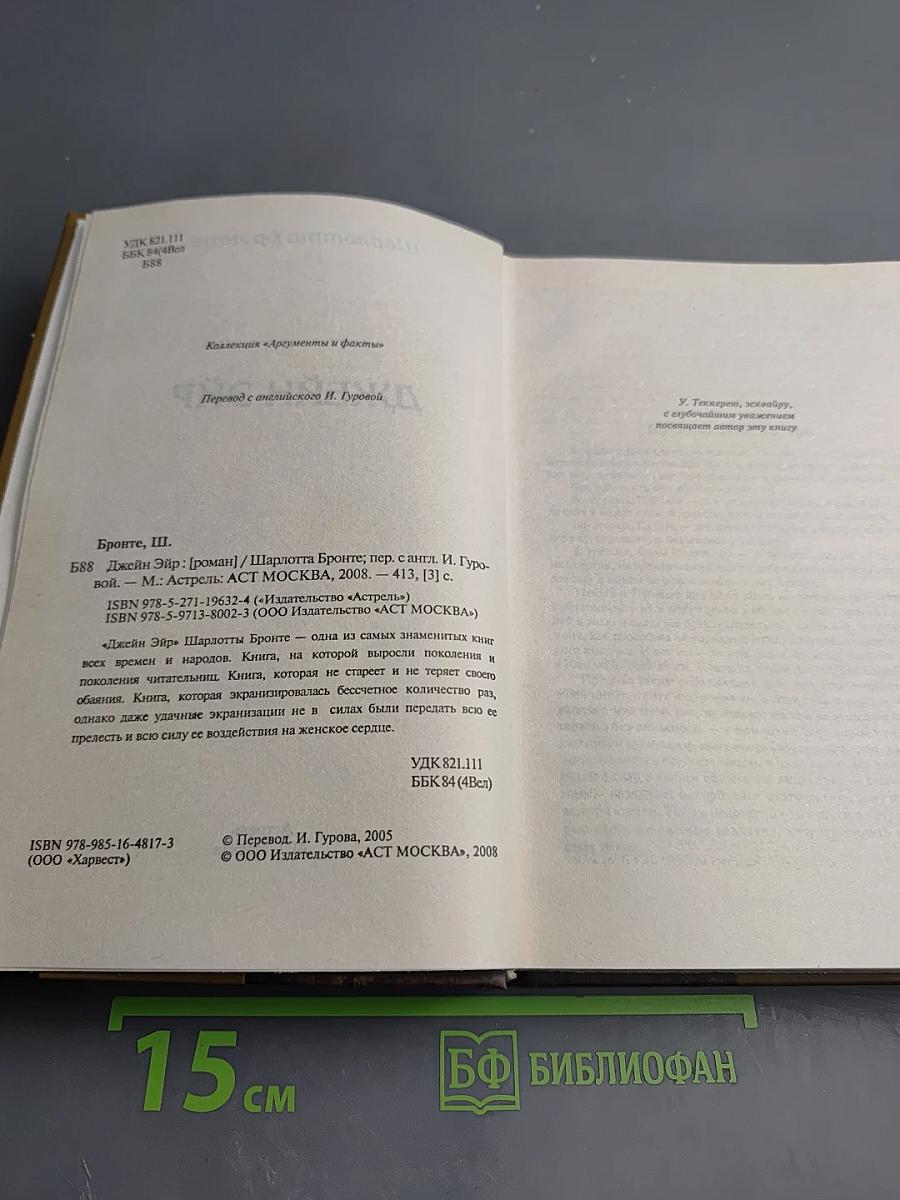 УДК 821.111
ББК 84(4Вел
Б88
Коллекция «Аргументы и факты»
Перевод с английского И. Гуровой
Бронте, Ш.
Б88 Джейн Эйр : [роман] / Шарлотта Бронте; пер. с англ. И. Гуро-
вой. — М.: Астрель: АСТ МОСКВА, 2008. — 413, [3] с.
ISBN 978-5-271-19632-4 («Издательство «Астрель»)
ISBN 978-5-9713-8002-3 (ООО Издательство «АСТ МОСКВА»)
«Джейн Эйр» Шарлотты Бронте — одна из самых знаменитых книг
всех времен и народов. Книга, на которой выросли поколения и
поколения читательниц. Книга, которая не стареет и не теряет своего
обаяния. Книга, которая экранизировалась бессчетное количество раз,
однако даже удачные экранизации не в силах были передать всю ее
прелесть и всю силу ее воздействия на женское сердце.
УДК 821.111
ББК 84 (4Вел)
ISBN 978-985-16-4817-3
(ООО «Харвест»)
© Перевод. И. Гурова, 2005
© ООО Издательство «АСТ МОСКВА», 2008
У. Теккерею, эсквайру,
с глубочайшим уважением
посвящает автор эту книгу
15 см
БФ БИБЛИОФАН